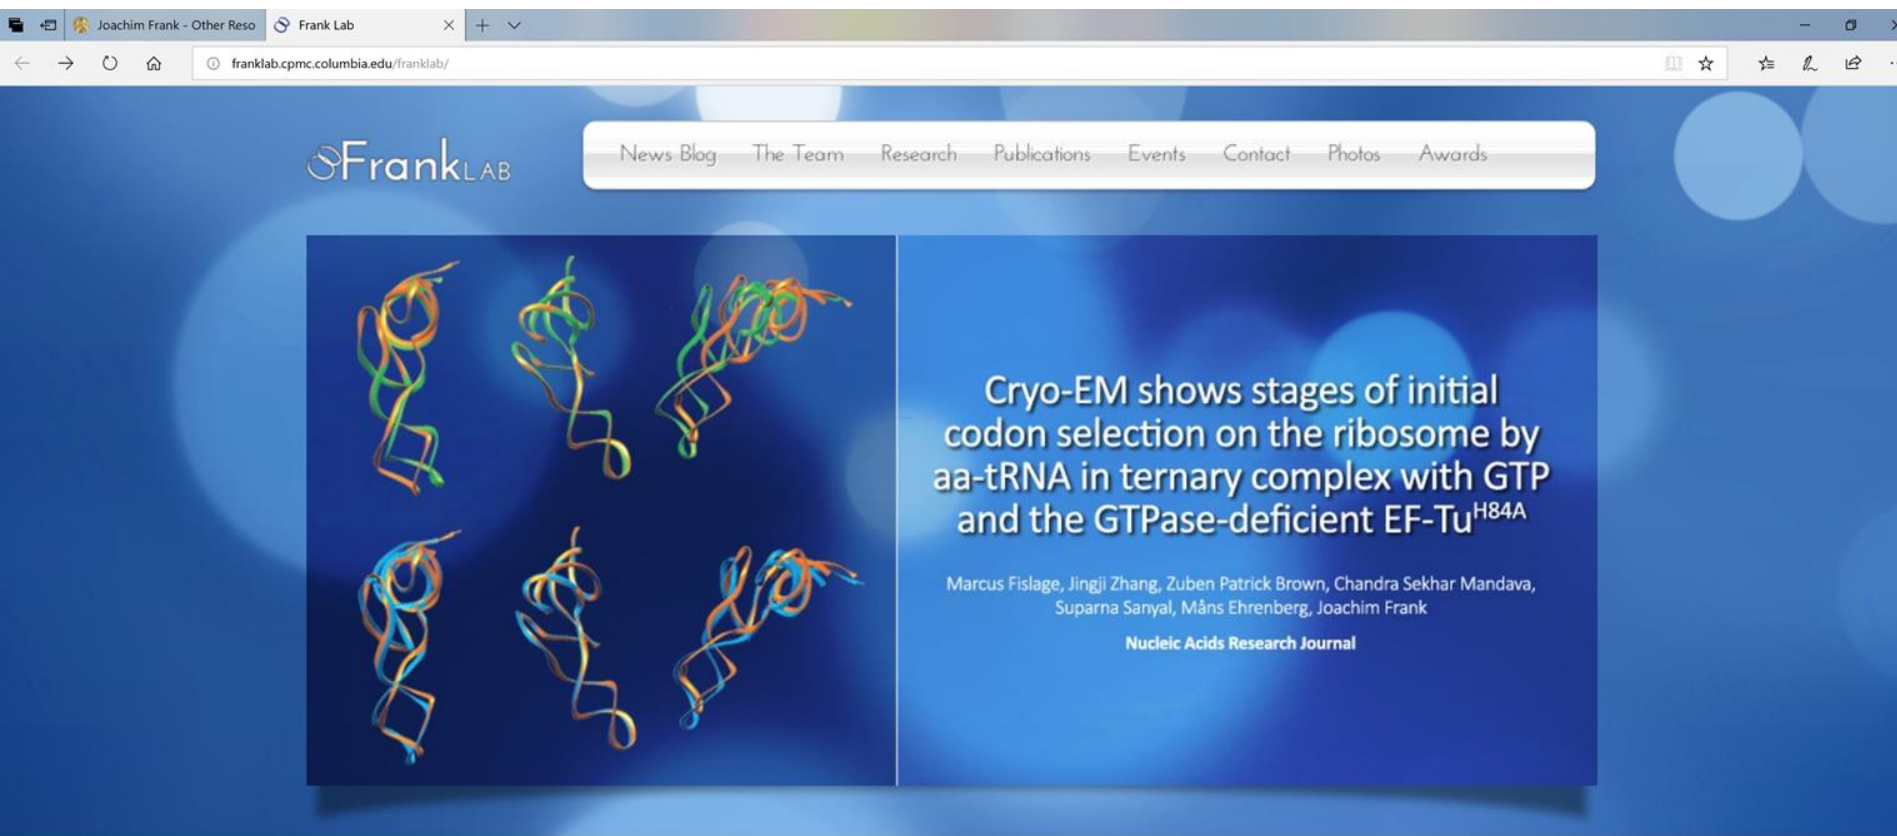 Joachim Frank - Other Reso
Frank Lab
franklab.cpmc.columbia.edu/franklab/
FrankLAB
News Blog The Team Research Publications Events Contact Photos Awards
Cryo-EM shows stages of initial
codon selection on the ribosome by
aa-tRNA in ternary complex with GTP
and the GTPase-deficient EF-Tu^H84A
Marcus Fislage, Jingji Zhang, Zuben Patrick Brown, Chandra Sekhar Mandava,
Suparna Sanyal, Måns Ehrenberg, Joachim Frank
Nucleic Acids Research Journal